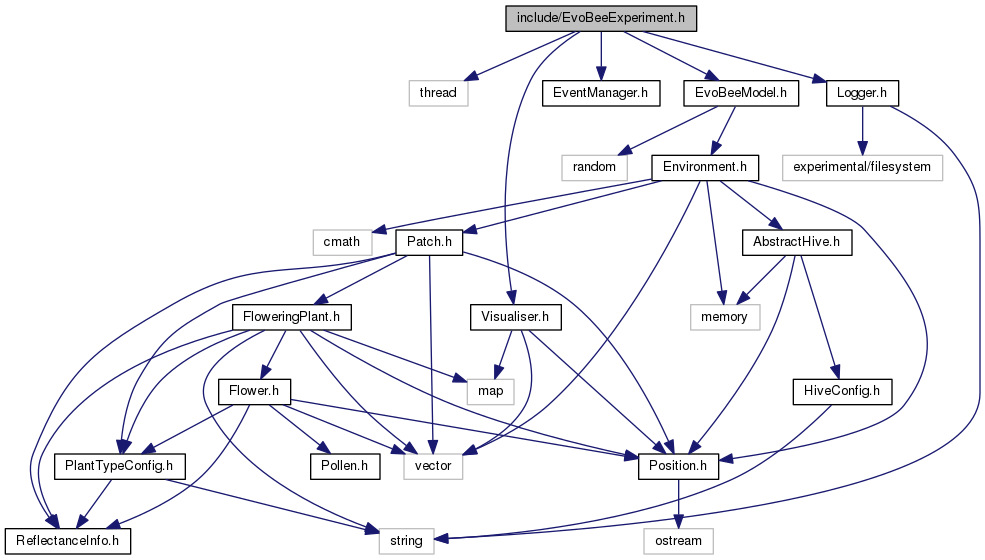 include/EvoBeeExperiment.h
thread
EventManager.h
EvoBeeModel.h
Logger.h
random
Environment.h
experimental/filesystem
cmath
Patch.h
AbstractHive.h
FloweringPlant.h
Visualiser.h
memory
Flower.h
map
HiveConfig.h
PlantTypeConfig.h
Pollen.h
vector
Position.h
ReflectanceInfo.h
string
ostream